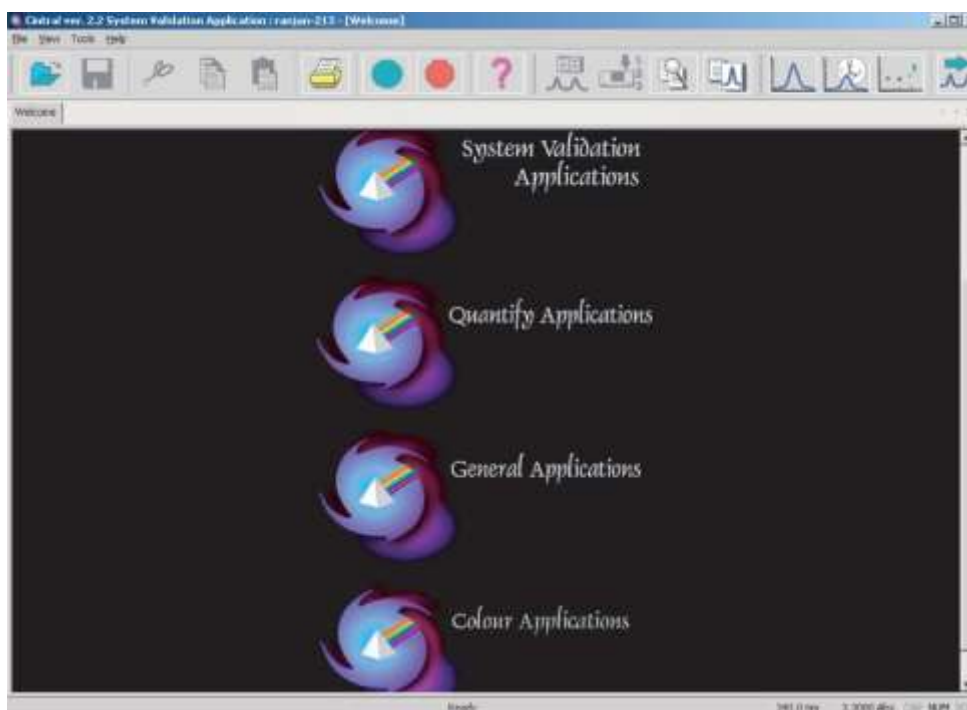 Cintral ver. 2.2 System Validation Application : ranjan-213 - [Welcome]
File View Tools Help
Welcome
System Validation
Applications
Quantify Applications
General Applications
Colour Applications
Ready
NUM